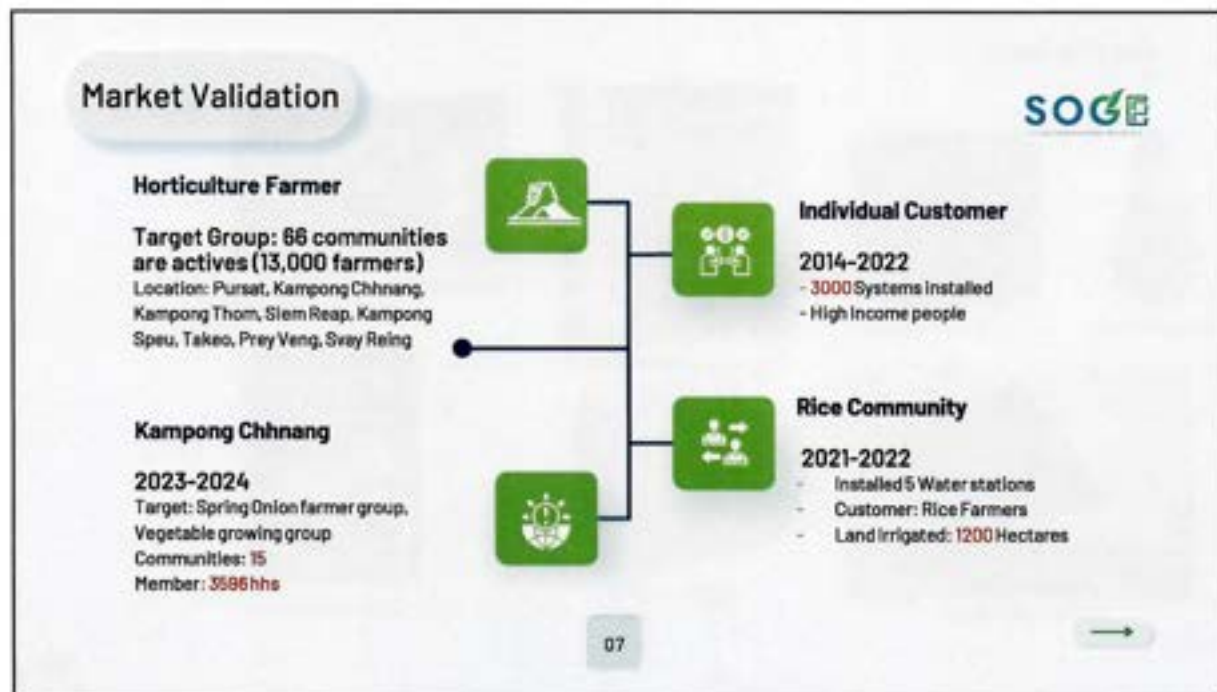 Market Validation
SOGE
Horticulture Farmer
Target Group: 66 communities
are actives (13,000 farmers)
Location: Pursat, Kampong Chhnang,
Kampong Thom, Siem Reap, Kampong
Speu, Takeo, Prey Veng, Svay Reing
Kampong Chhnang
2023-2024
Target: Spring Onion farmer group,
Vegetable growing group
Communities: 15
Member: 3596 hhs
Individual Customer
2014-2022
- 3000 Systems installed
- High Income people
Rice Community
2021-2022
- Installed 5 Water stations
- Customer: Rice Farmers
- Land Irrigated: 1200 Hectares
07